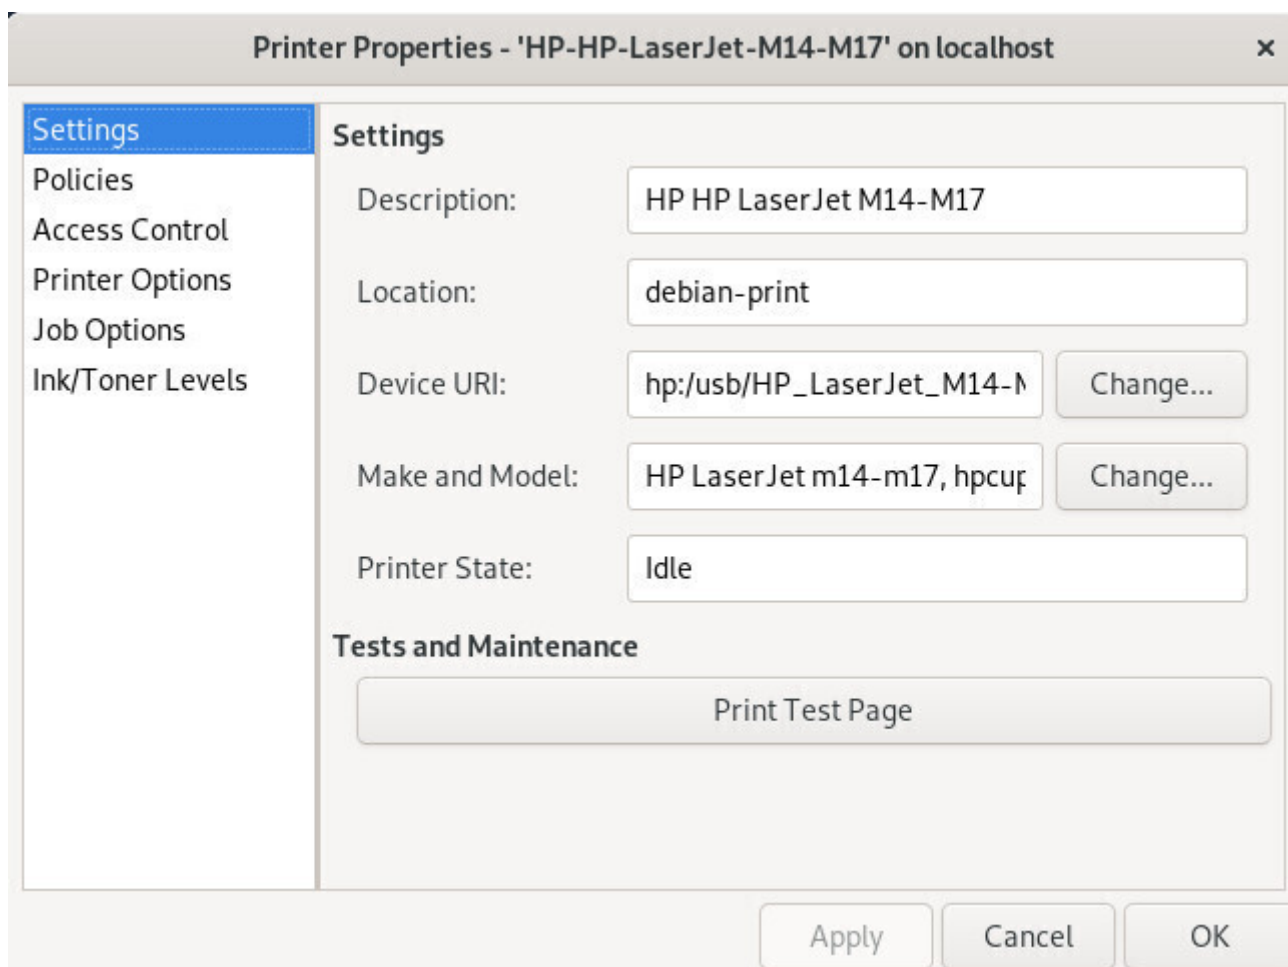 Printer Properties - 'HP-HP-LaserJet-M14-M17' on localhost ×
Settings
Policies
Access Control
Printer Options
Job Options
Ink/Toner Levels
Settings
Description: HP HP LaserJet M14-M17
Location: debian-print
Device URI: hp:/usb/HP_LaserJet_M14-M Change...
Make and Model: HP LaserJet m14-m17, hpcup Change...
Printer State: Idle
Tests and Maintenance
Print Test Page
Apply Cancel OK